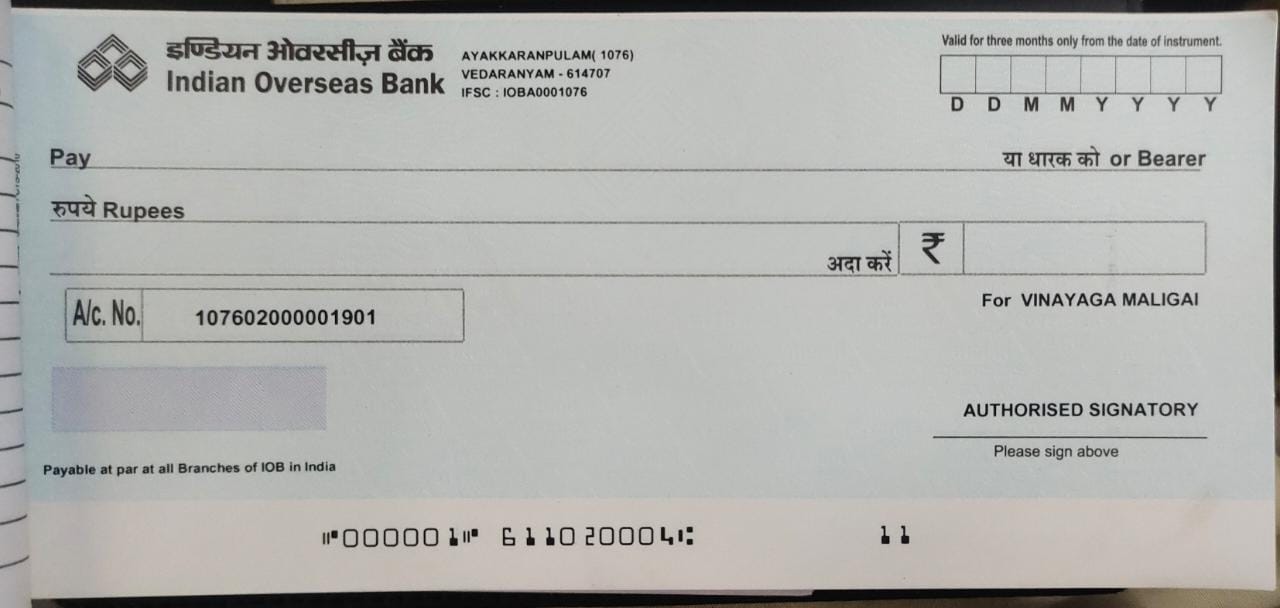 इण्डियन ओवरसीज़ बैंक
Indian Overseas Bank
AYAKKARANPULAM( 1076)
VEDARANYAM - 614707
IFSC : IOBA0001076
Valid for three months only from the date of instrument.
D D M M Y Y Y Y
Pay या धारक को or Bearer
रुपये Rupees
अदा करें ₹
A/c. No. 107602000001901
For VINAYAGA MALIGAI
AUTHORISED SIGNATORY
Please sign above
Payable at par at all Branches of IOB in India
⑈000001⑈ 611020004⑆ 11